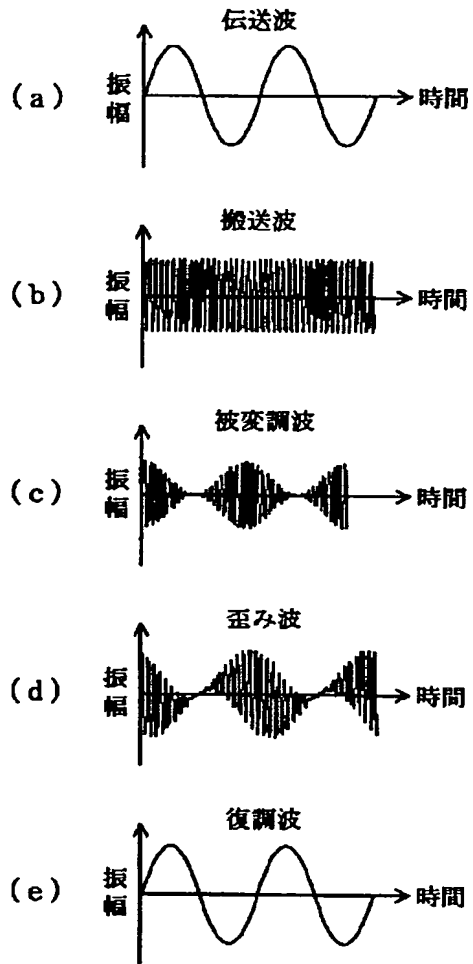 伝送波
(a) 振幅 時間
搬送波
(b) 振幅 時間
被変調波
(c) 振幅 時間
歪み波
(d) 振幅 時間
復調波
(e) 振幅 時間